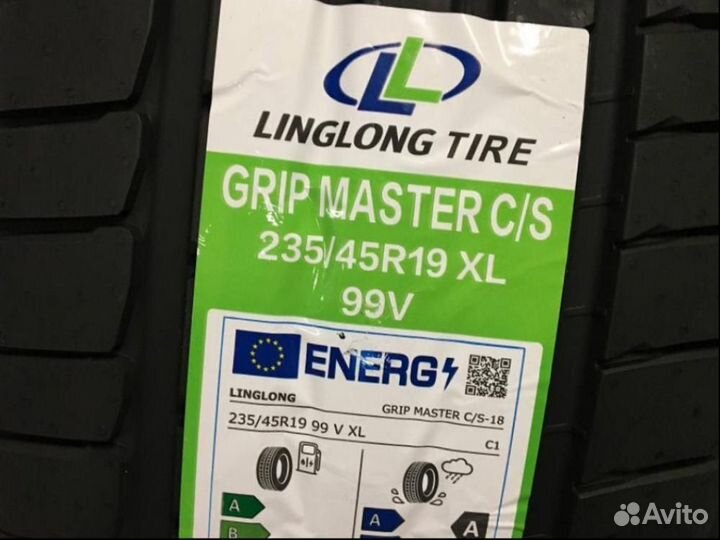 LL
LINGLONG TIRE
GRIP MASTER C/S
235/45R19 XL
99V
ENERG
LINGLONG
GRIP MASTER C/S-18
235/45R19 99 V XL
C1
A
A
A
B
Avito